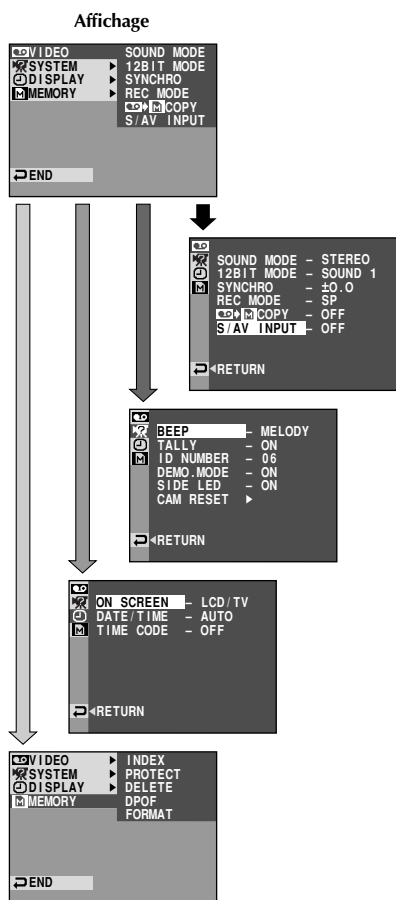 Affichage
VIDEO SOUND MODE
SYSTEM ▶ 12BIT MODE
DISPLAY ▶ SYNCHRO
MEMORY ▶ REC MODE
M COPY
S/AV INPUT
END
SOUND MODE – STEREO
12BIT MODE – SOUND 1
M SYNCHRO – ±0.0
REC MODE – SP
M COPY – OFF
S/AV INPUT – OFF
RETURN
BEEP – MELODY
TALLY – ON
M ID NUMBER – 06
DEMO.MODE – ON
SIDE LED – ON
CAM RESET ▶
RETURN
ON SCREEN – LCD/TV
DATE/TIME – AUTO
M TIME CODE – OFF
RETURN
VIDEO ▶ INDEX
SYSTEM ▶ PROTECT
DISPLAY ▶ DELETE
M MEMORY DPOF
FORMAT
END